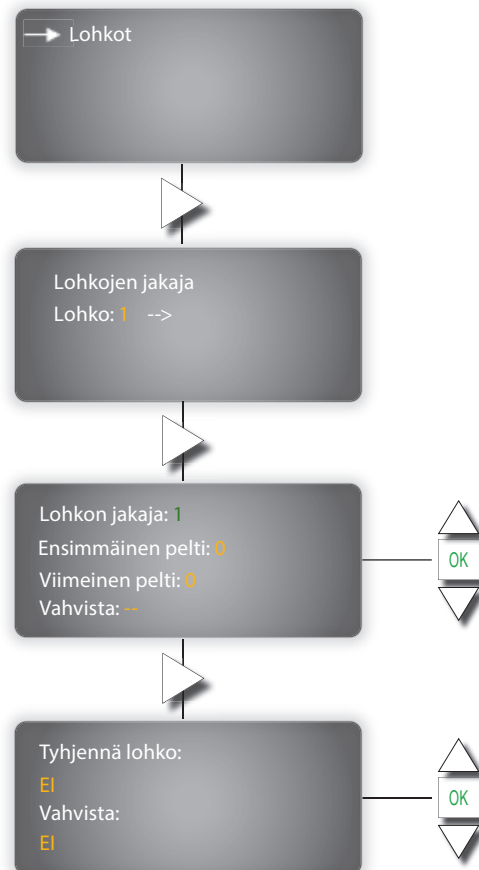 Lohkot
Lohkojen jakaja
Lohko: 1 -->
Lohkon jakaja: 1
Ensimmäinen pelti: 0
Viimeinen pelti: 0
Vahvista: --
OK
Tyhjennä lohko:
EI
Vahvista:
EI
OK